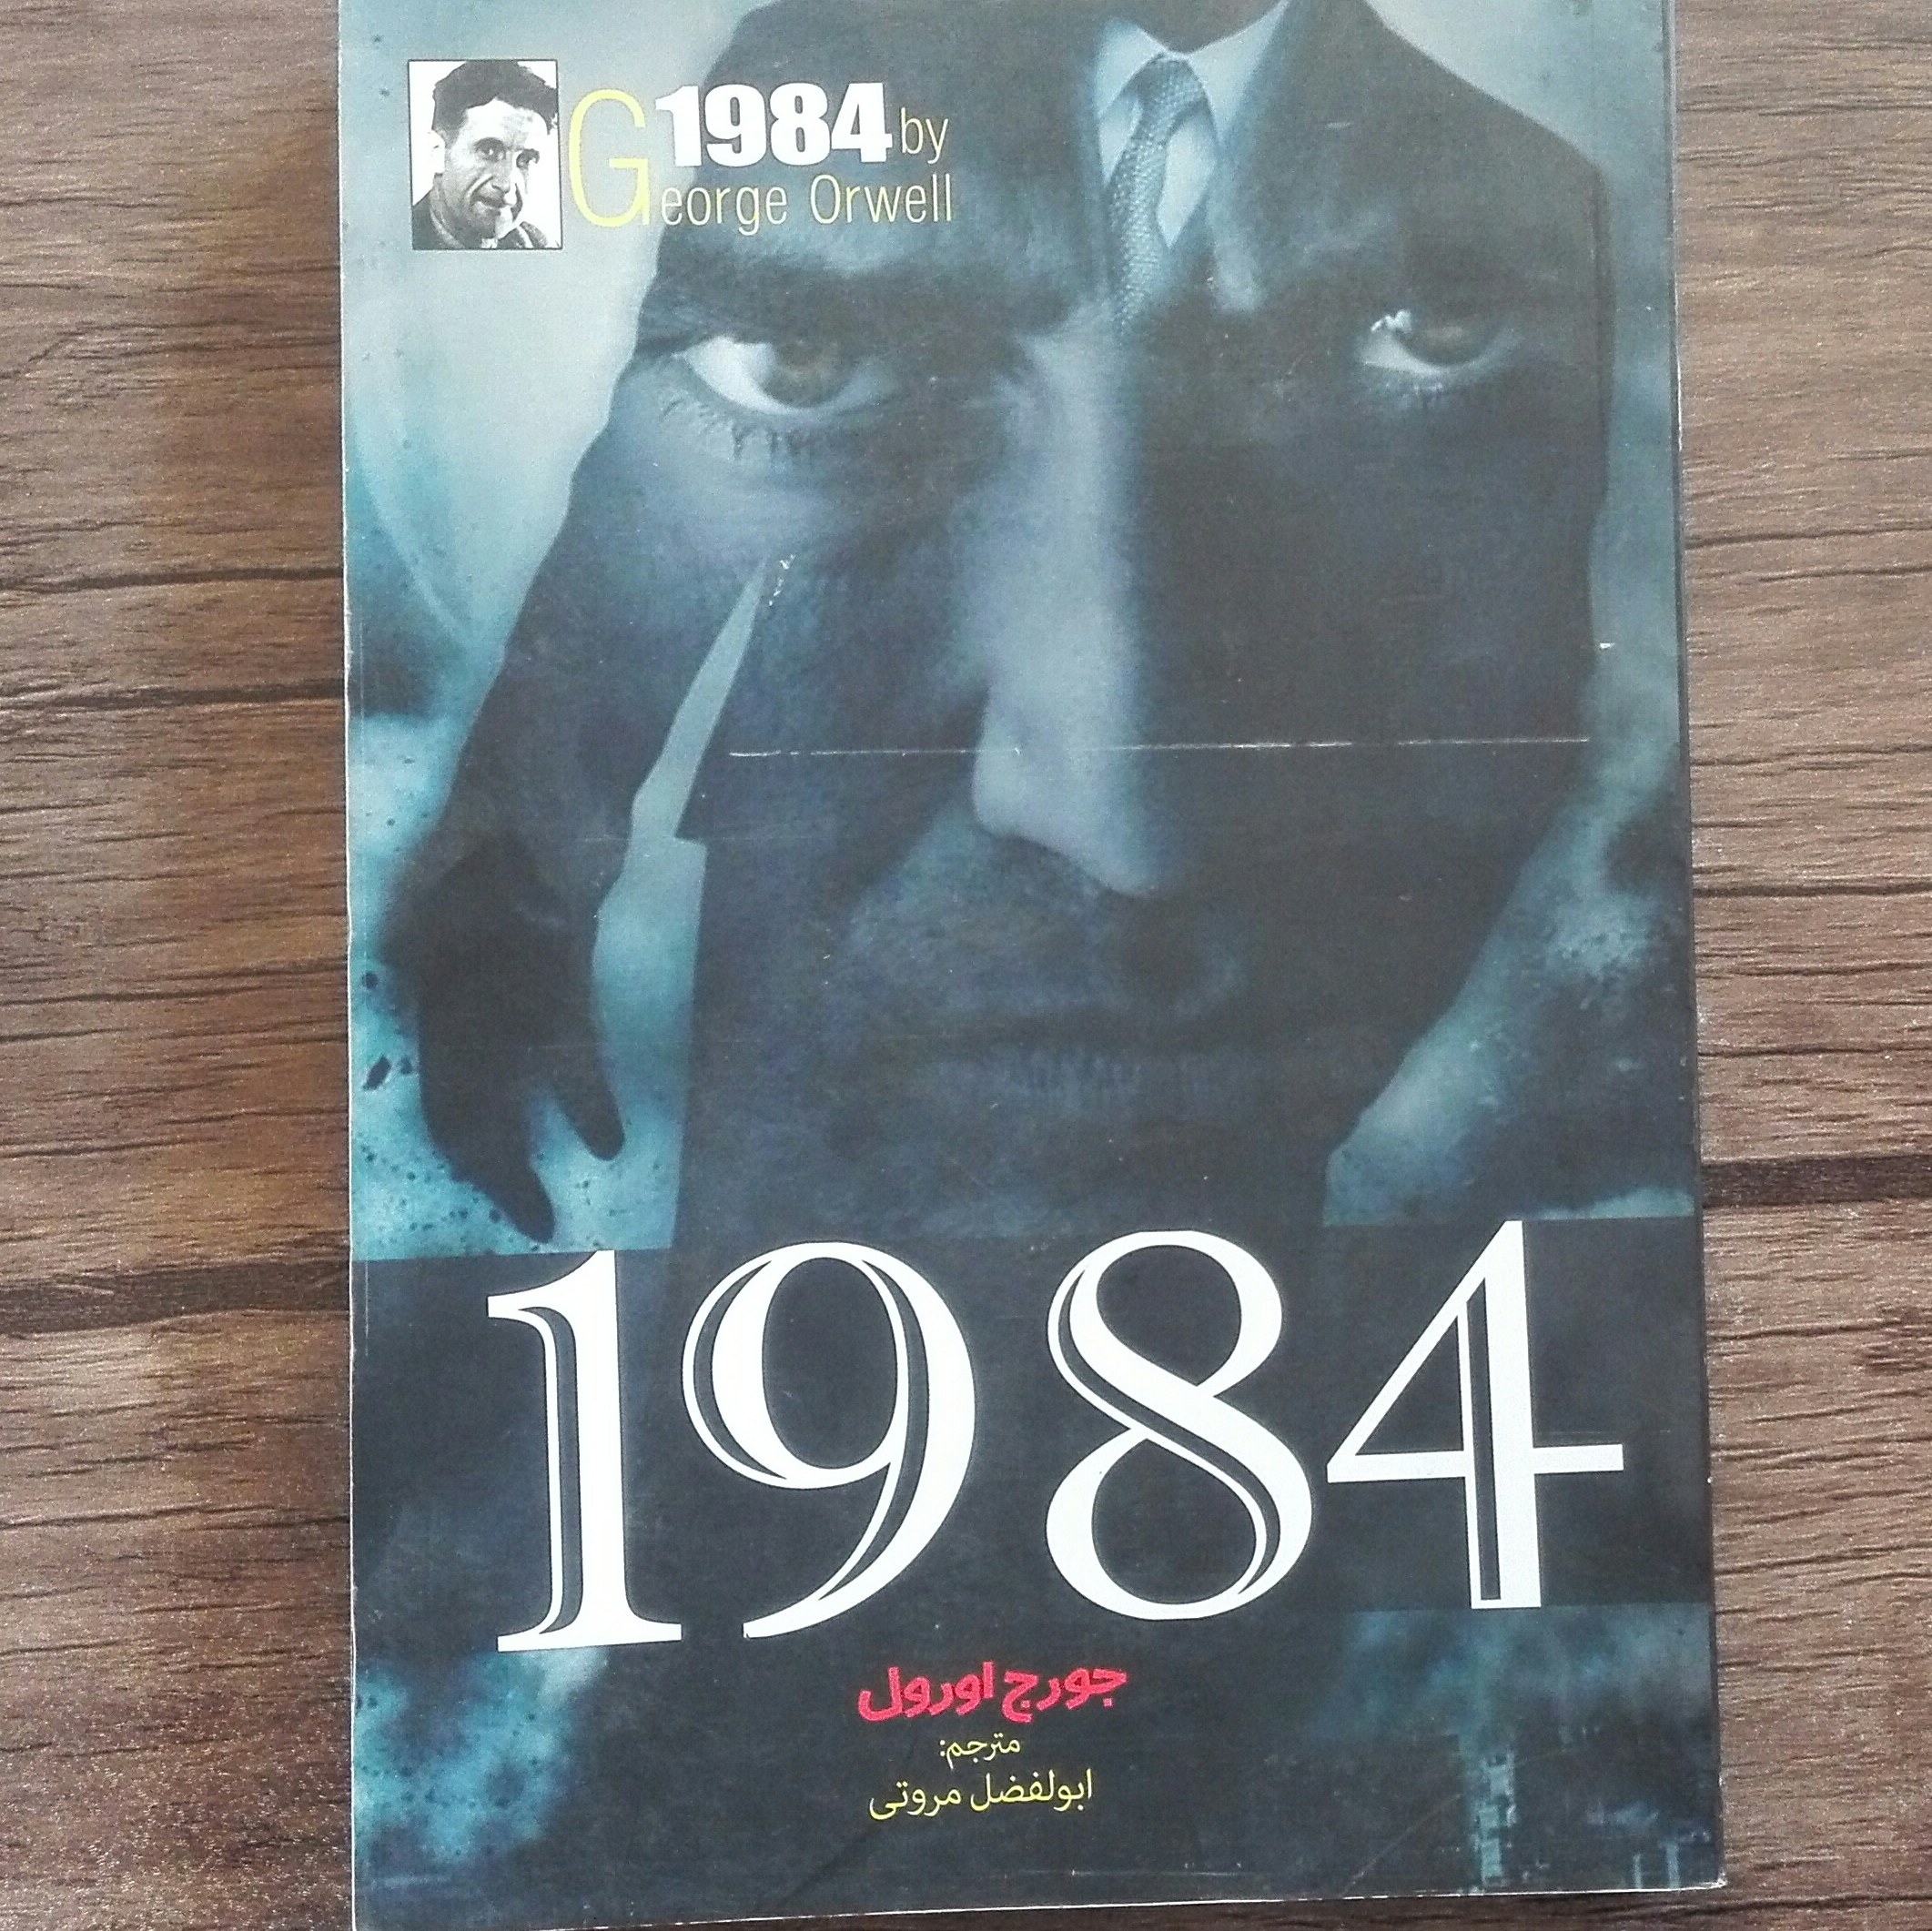 1984 by
George Orwell
1984
جورج اورول
مترجم:
ابولفضل مروتی